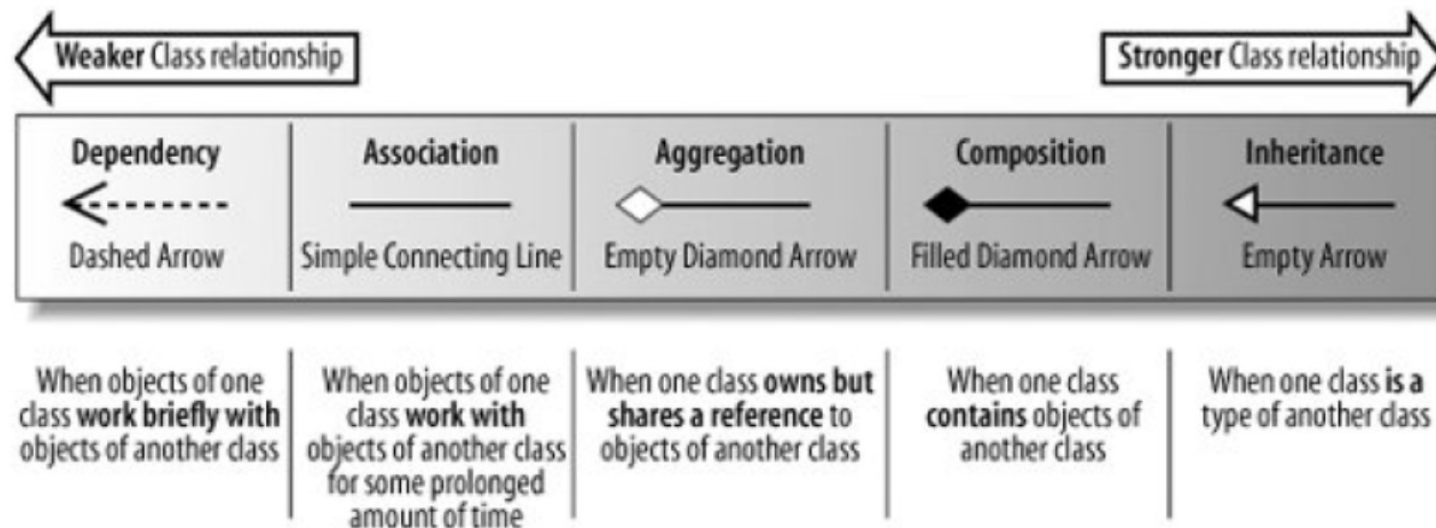 Weaker Class relationship
Stronger Class relationship
Dependency
Association
Aggregation
Composition
Inheritance
Dashed Arrow
Simple Connecting Line
Empty Diamond Arrow
Filled Diamond Arrow
Empty Arrow
When objects of one
class work briefly with
objects of another class
When objects of one
class work with
objects of another class
for some prolonged
amount of time
When one class owns but
shares a reference to
objects of another class
When one class
contains objects of
another class
When one class is a
type of another class